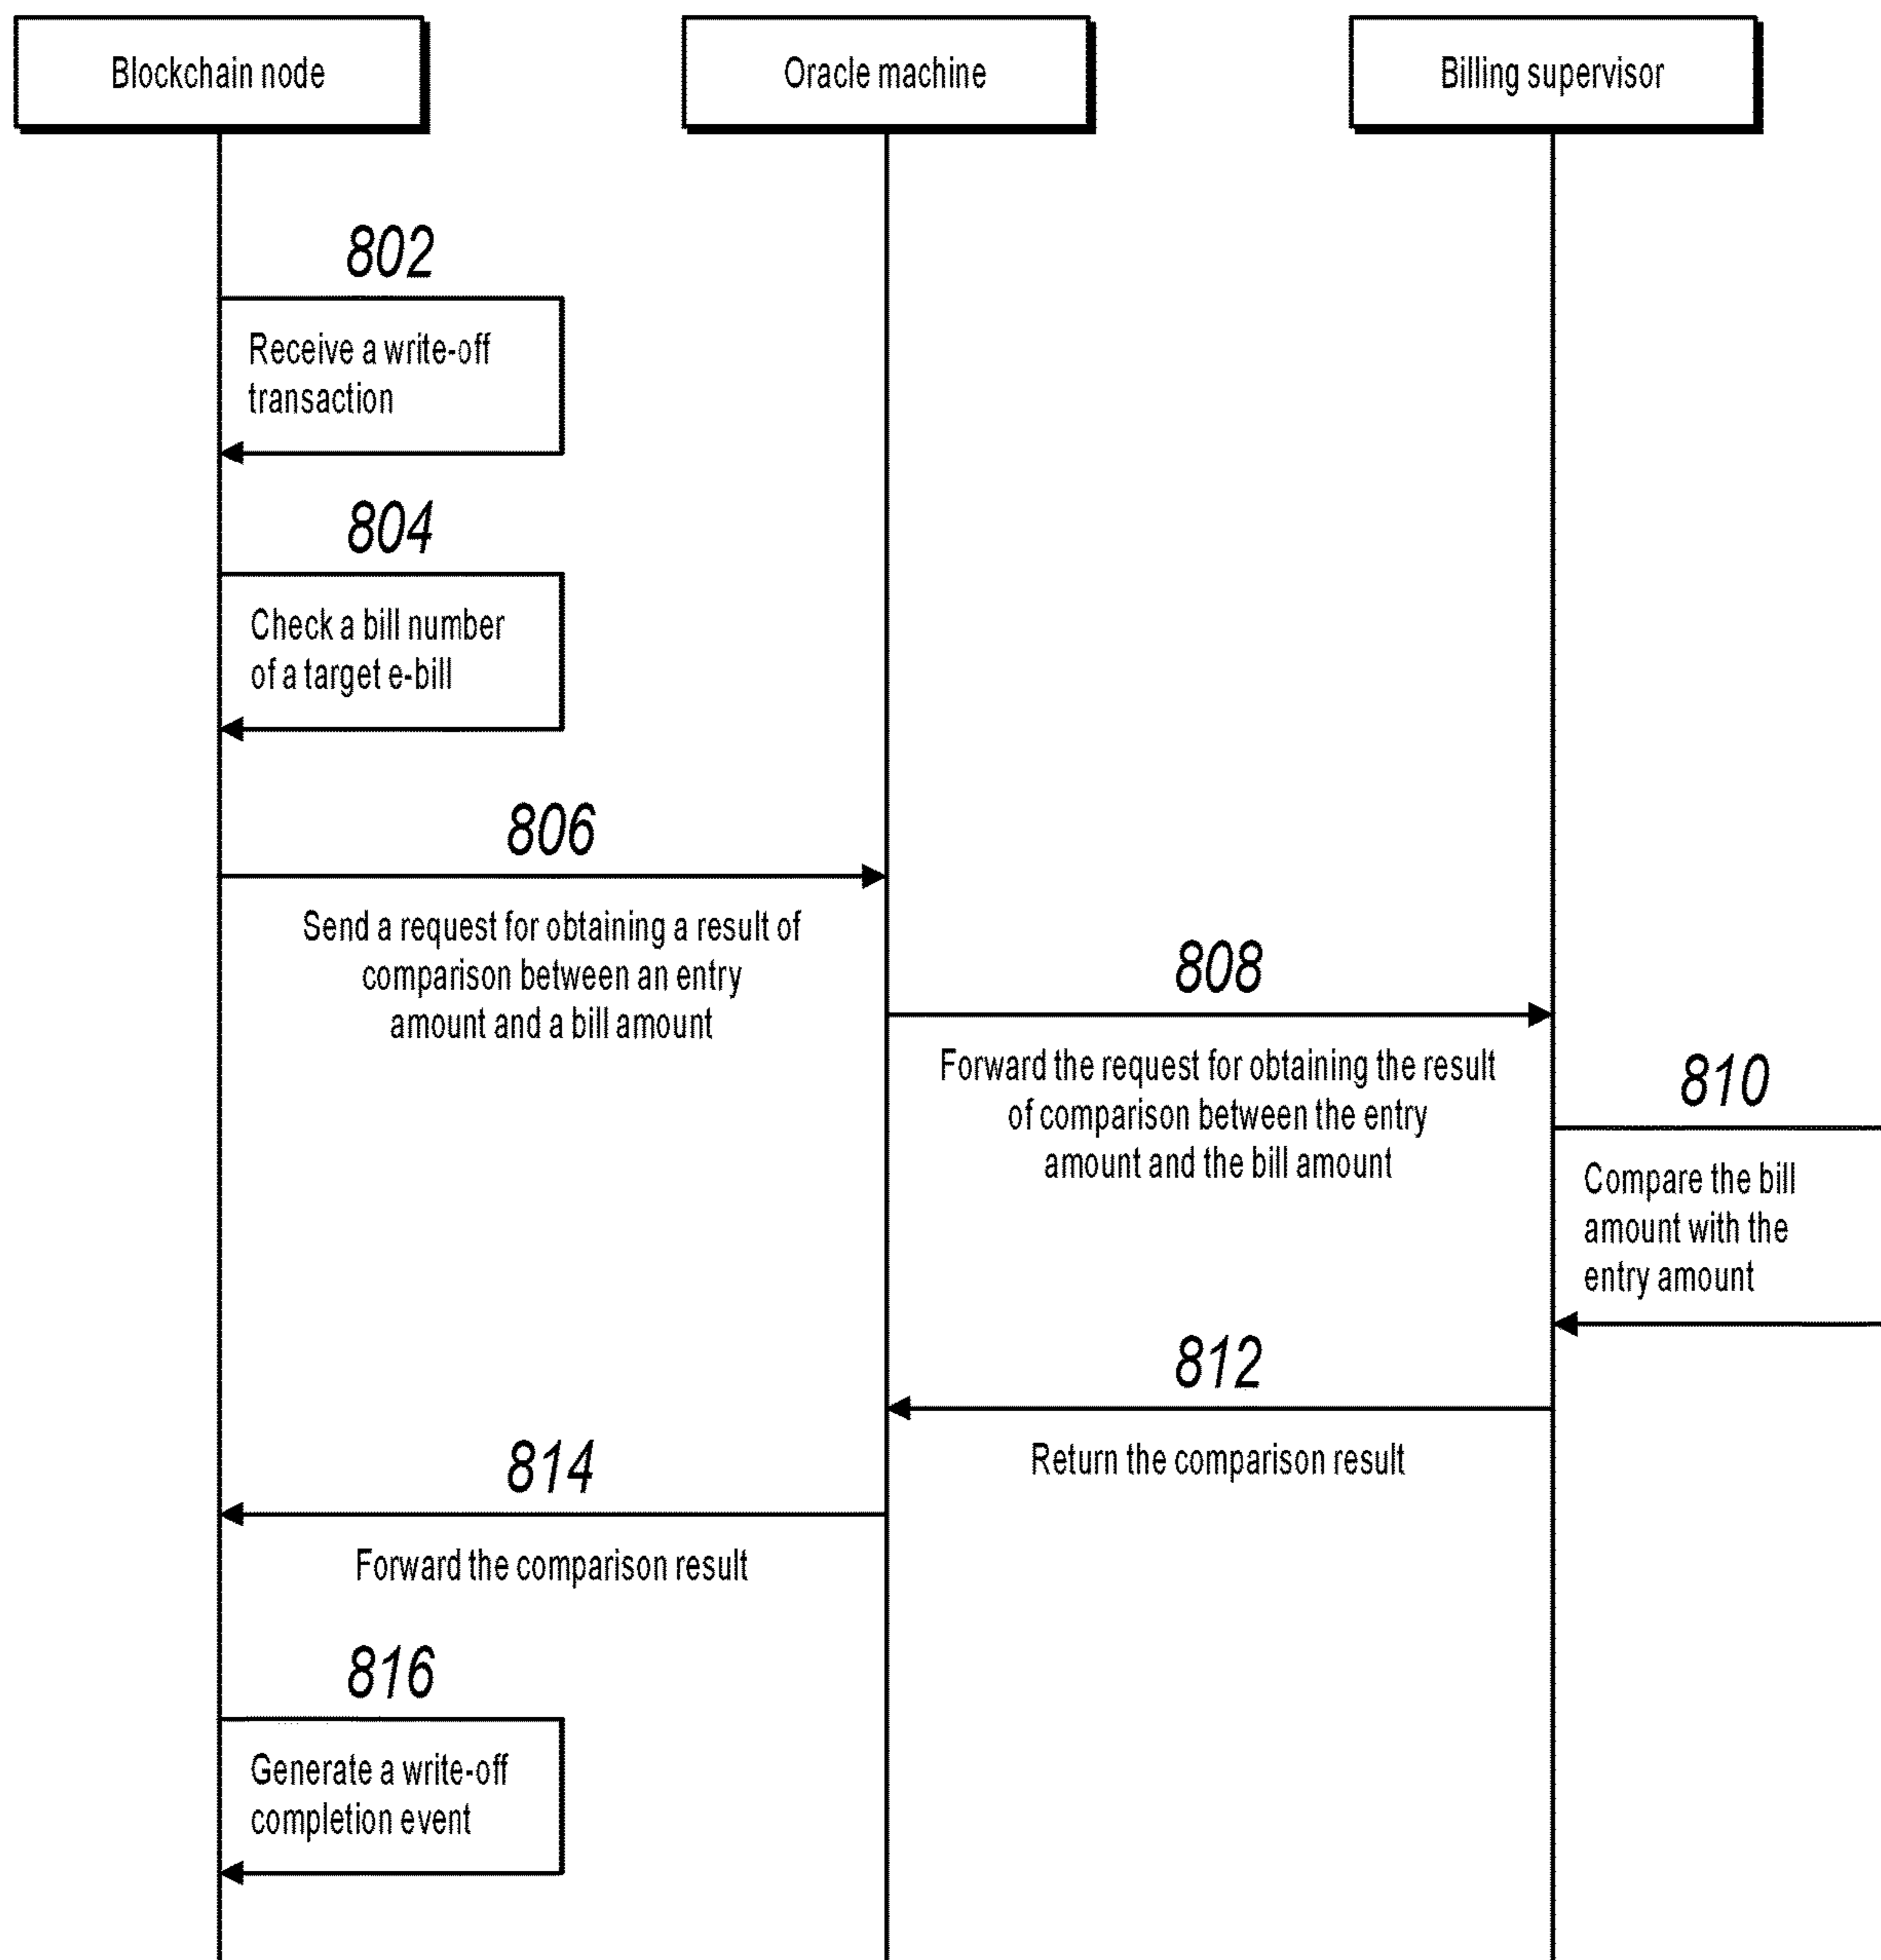 Blockchain node
Oracle machine
Billing supervisor
802
Receive a write-off
transaction
804
Check a bill number
of a target e-bill
806
Send a request for obtaining a result of
comparison between an entry
amount and a bill amount
808
Forward the request for obtaining the result
of comparison between the entry
amount and the bill amount
810
Compare the bill
amount with the
entry amount
812
Return the comparison result
814
Forward the comparison result
816
Generate a write-off
completion event